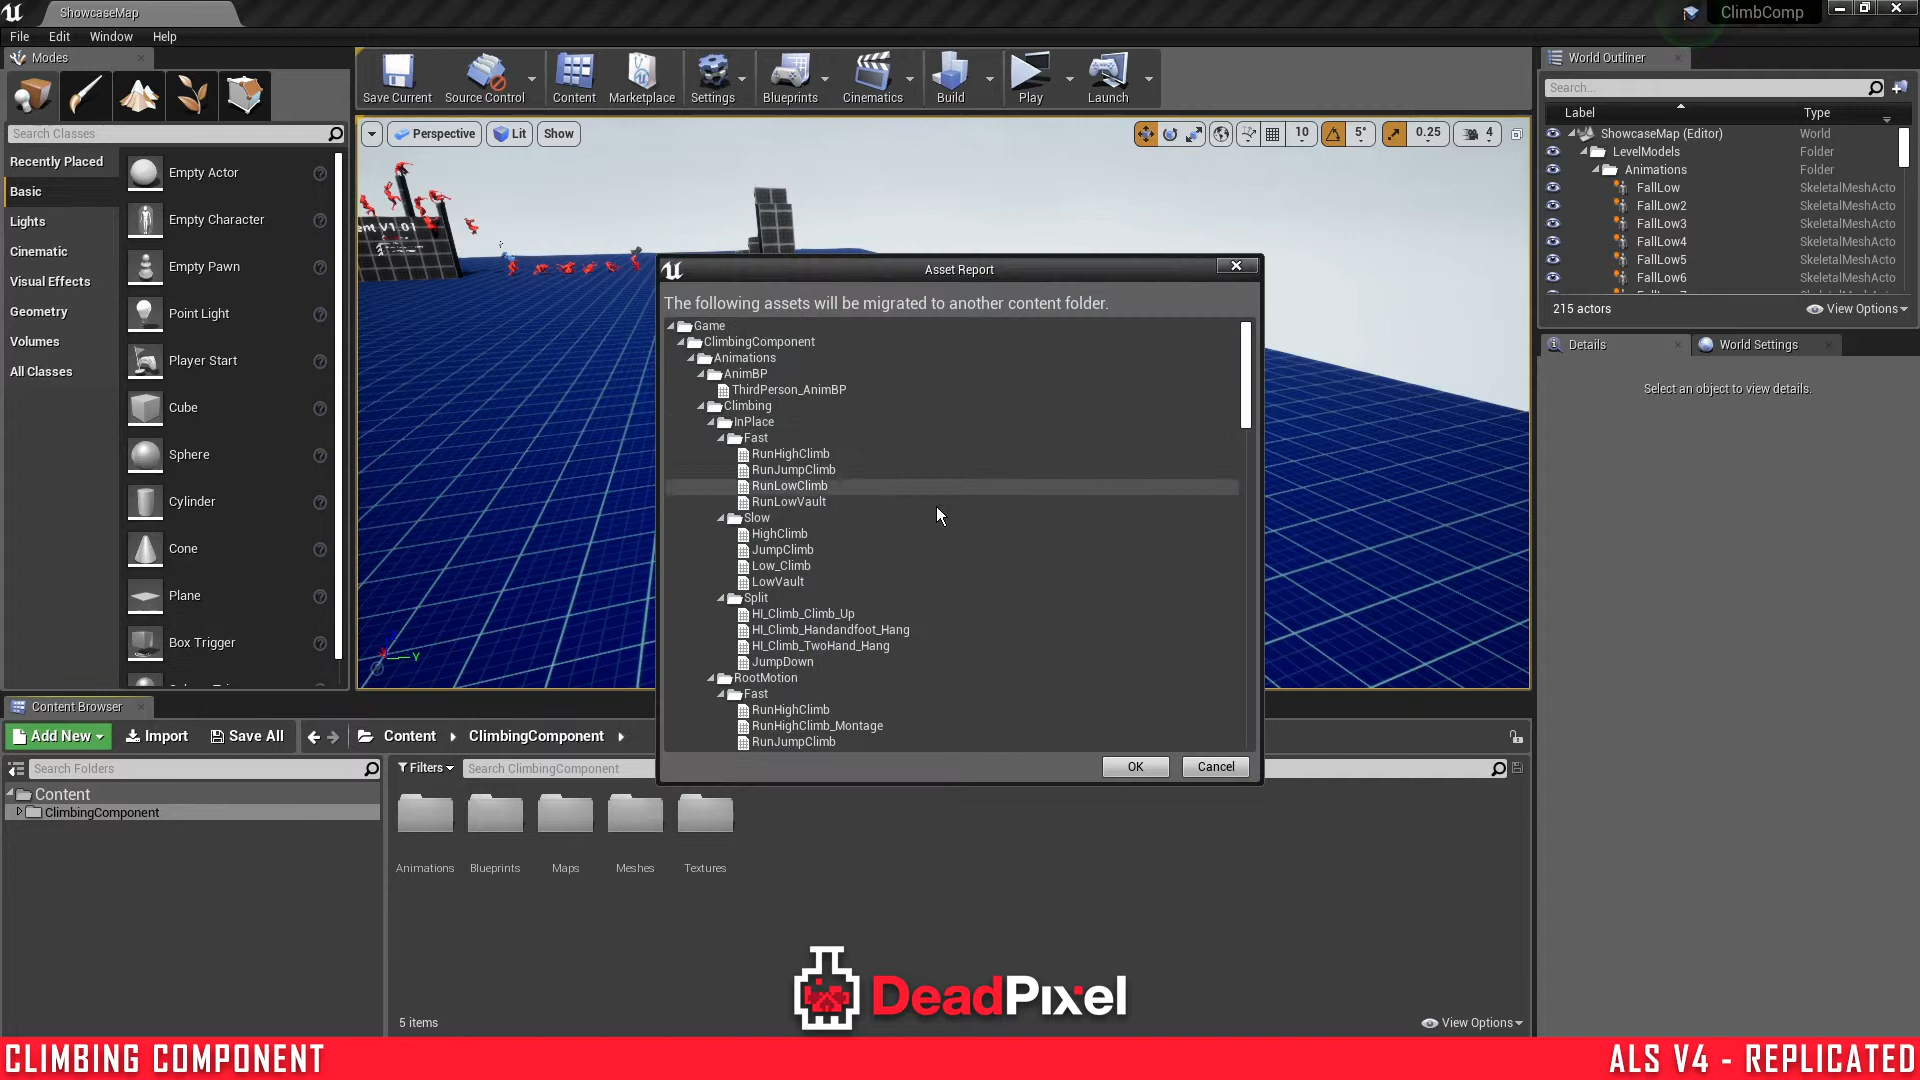 ShowcaseMap
ClimbComp
File
Edit
Window
Help
Modes
Search Classes
Recently Placed
Basic
Lights
Cinematic
Visual Effects
Geometry
Volumes
All Classes
Empty Actor
Empty Character
Empty Pawn
Point Light
Player Start
Cube
Sphere
Cylinder
Cone
Plane
Box Trigger
Save Current
Source Control
Content
Marketplace
Settings
Blueprints
Cinematics
Build
Play
Launch
Perspective
Lit
Show
10
5°
0.25
4
em V1.01
Y
World Outliner
Search...
Label
Type
ShowcaseMap (Editor)
World
LevelModels
Folder
Animations
Folder
FallLow
SkeletalMeshActo
FallLow2
SkeletalMeshActo
FallLow3
SkeletalMeshActo
FallLow4
SkeletalMeshActo
FallLow5
SkeletalMeshActo
FallLow6
SkeletalMeshActo
215 actors
View Options
Details
World Settings
Select an object to view details.
Asset Report
The following assets will be migrated to another content folder.
Game
ClimbingComponent
Animations
AnimBP
ThirdPerson_AnimBP
Climbing
InPlace
Fast
RunHighClimb
RunJumpClimb
RunLowClimb
RunLowVault
Slow
HighClimb
JumpClimb
Low_Climb
LowVault
Split
HI_Climb_Climb_Up
HI_Climb_Handandfoot_Hang
HI_Climb_TwoHand_Hang
JumpDown
RootMotion
Fast
RunHighClimb
RunHighClimb_Montage
RunJumpClimb
OK
Cancel
Content Browser
Add New
Import
Save All
Content
ClimbingComponent
Search Folders
Filters
Search ClimbingComponent
Content
ClimbingComponent
Animations
Blueprints
Maps
Meshes
Textures
5 items
View Options
DeadPixel
CLIMBING COMPONENT
ALS V4 - REPLICATED